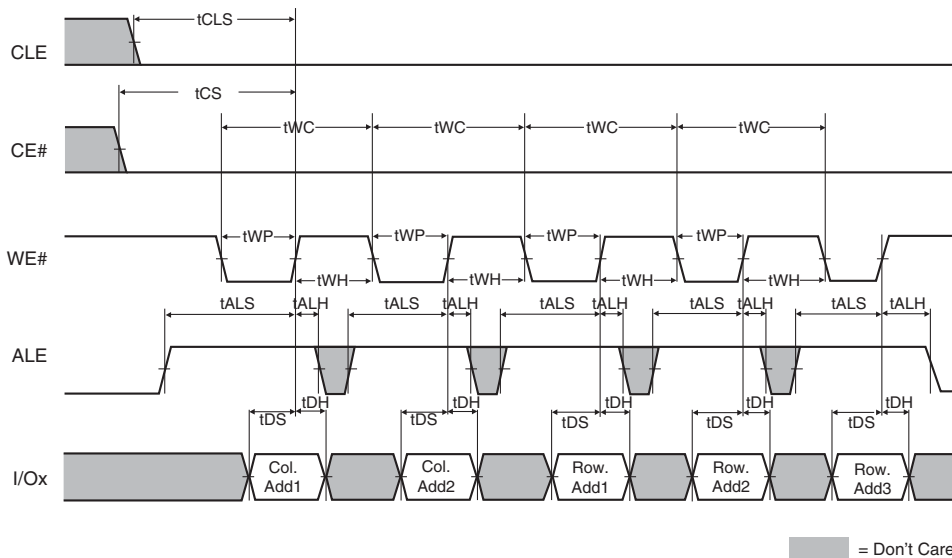 tCLS
CLE
tCS
tWC tWC tWC tWC
CE#
tWP tWP tWP tWP
WE#
tWH tWH tWH tWH
tALS tALH tALS tALH tALS tALH tALS tALH tALS tALH
ALE
tDH tDH tDH tDH tDH
tDS tDS tDS tDS tDS
I/Ox
Col.
Add1
Col.
Add2
Row.
Add1
Row.
Add2
Row.
Add3
= Don't Care